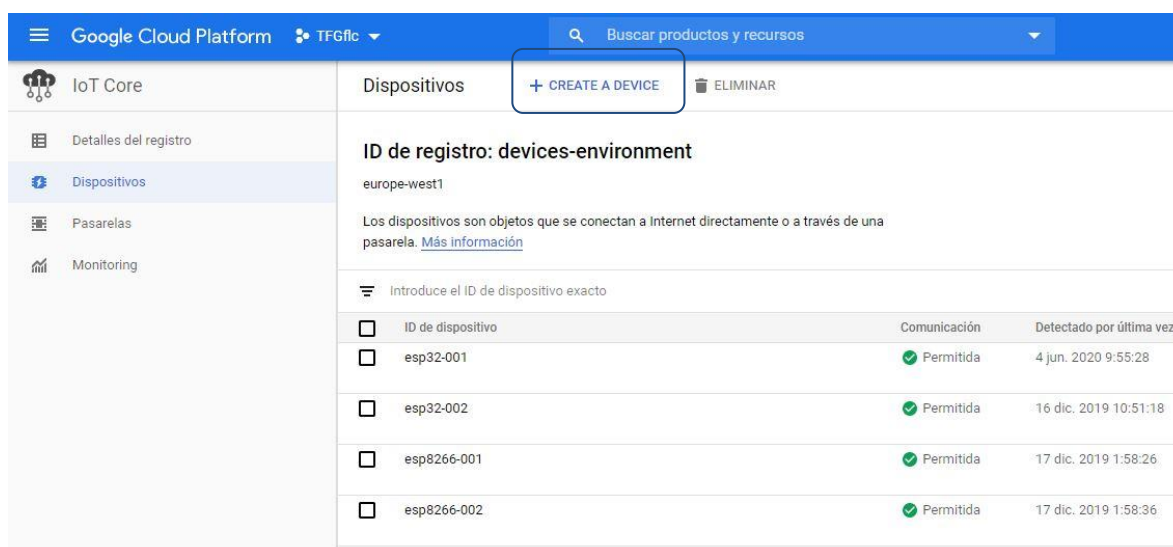 Google Cloud Platform TFGflc Buscar productos y recursos
IoT Core
Dispositivos + CREATE A DEVICE ELIMINAR
Detalles del registro
Dispositivos
Pasarelas
Monitoring
ID de registro: devices-environment
europe-west1
Los dispositivos son objetos que se conectan a Internet directamente o a través de una
pasarela. Más información
Introduce el ID de dispositivo exacto
ID de dispositivo Comunicación Detectado por última vez
esp32-001 Permitida 4 jun. 2020 9:55:28
esp32-002 Permitida 16 dic. 2019 10:51:18
esp8266-001 Permitida 17 dic. 2019 1:58:26
esp8266-002 Permitida 17 dic. 2019 1:58:36